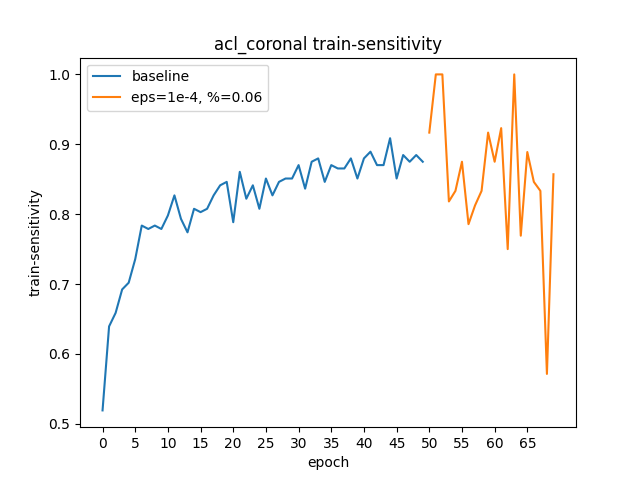 acl_coronal train-sensitivity
baseline
eps=1e-4, %=0.06
train-sensitivity
1.0
0.9
0.8
0.7
0.6
0.5
0 5 10 15 20 25 30 35 40 45 50 55 60 65
epoch